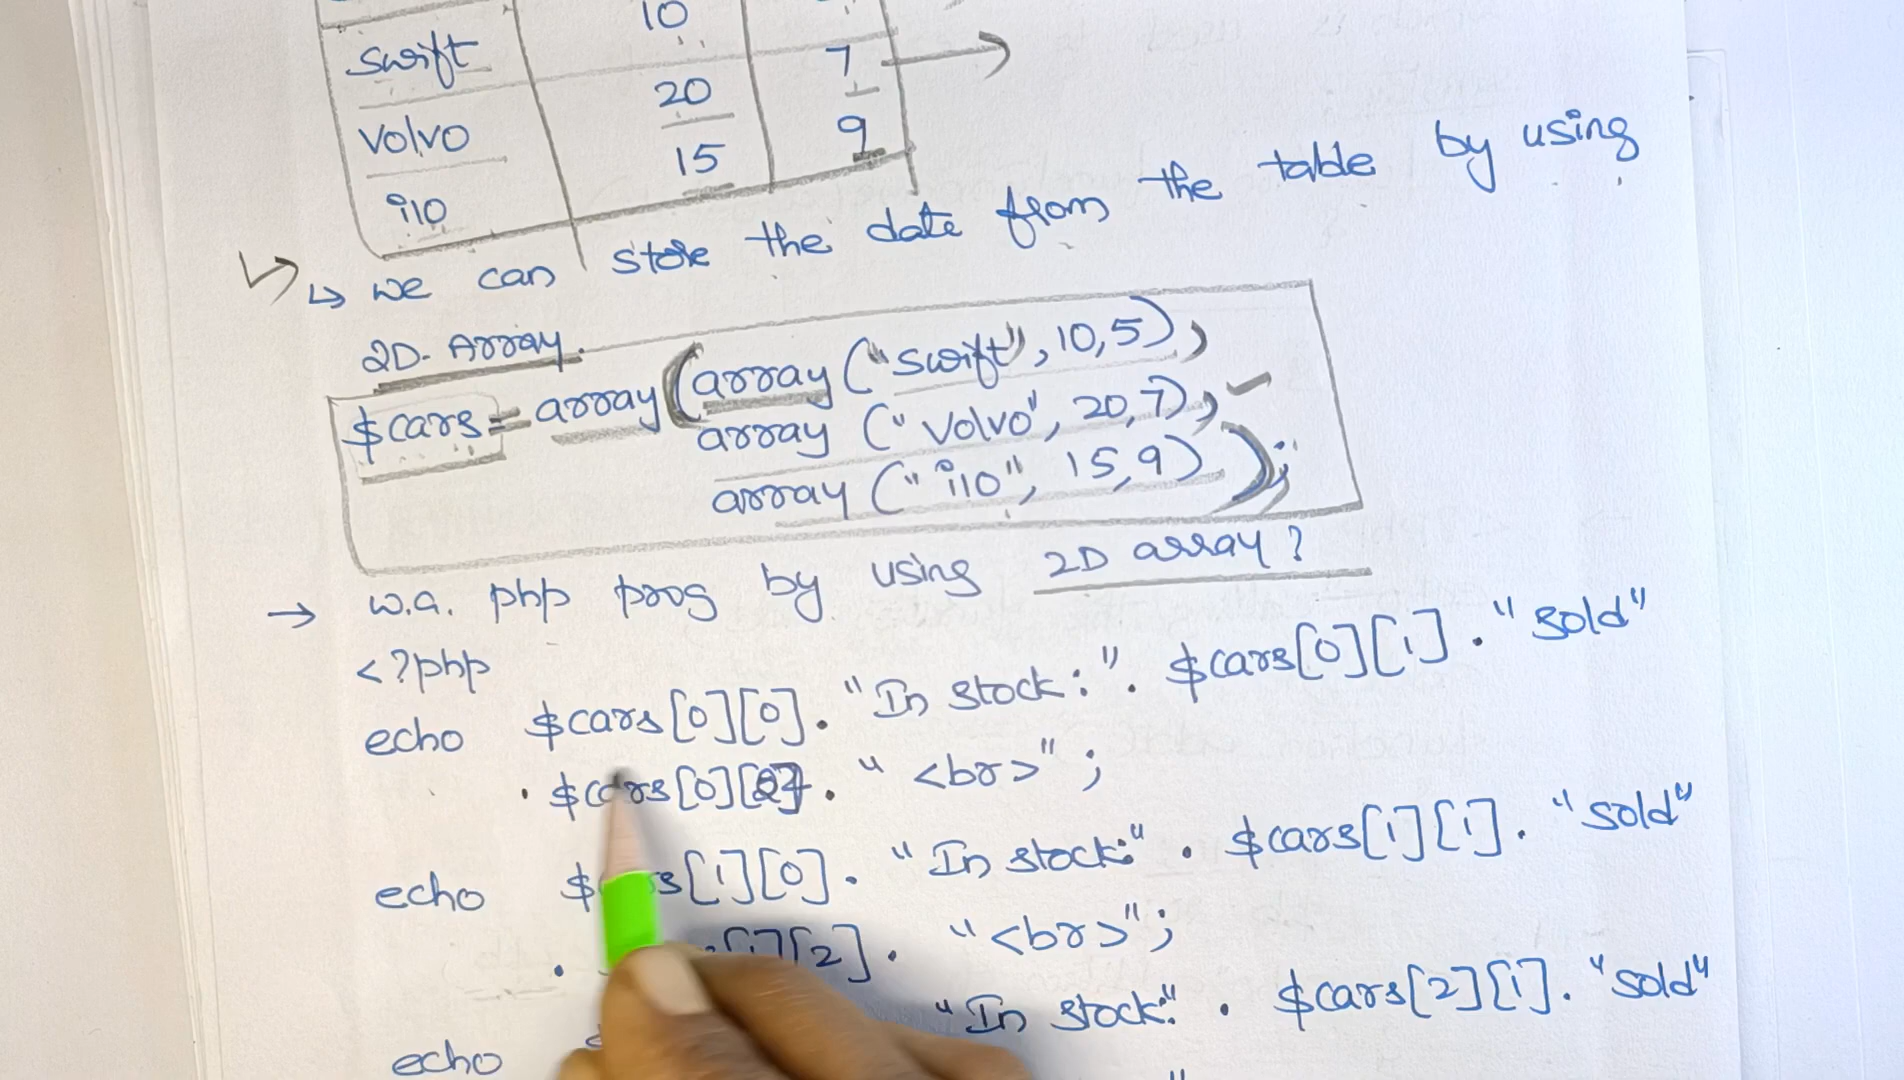 10
swift 20 7
volvo 15 9
i10
↳ we can store the date from the table by using
2D-Array.
$cars = array(array("swift", 10,5),
array ("volvo", 20,7),
array ("i10", 15,9));
→ w.a. php prog by using 2D array?
<?php
echo $cars[0][0]. "In stock:". $cars[0][1]. "sold"
. $cars[0][2]. "<br>";
echo $cars[1][0]. "In stock:" . $cars[1][1]. "sold"
. [1][2]. "<br>";
echo "In stock:" . $cars[2][1]. "sold"